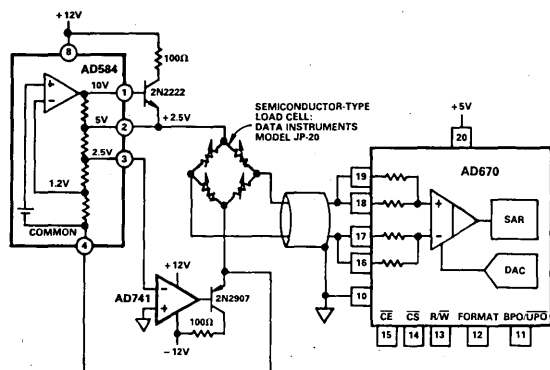 +12V
8
AD584
100Ω
10V
1
2N2222
5V
2
+2.5V
2.5V
3
1.2V
COMMON
4
SEMICONDUCTOR-TYPE
LOAD CELL:
DATA INSTRUMENTS
MODEL JP-20
+5V
20
AD670
19
18
17
16
10
+
−
SAR
DAC
+12V
AD741
−
+
2N2907
100Ω
−12V
CE CS R/W FORMAT BPO/UPO
15 14 13 12 11